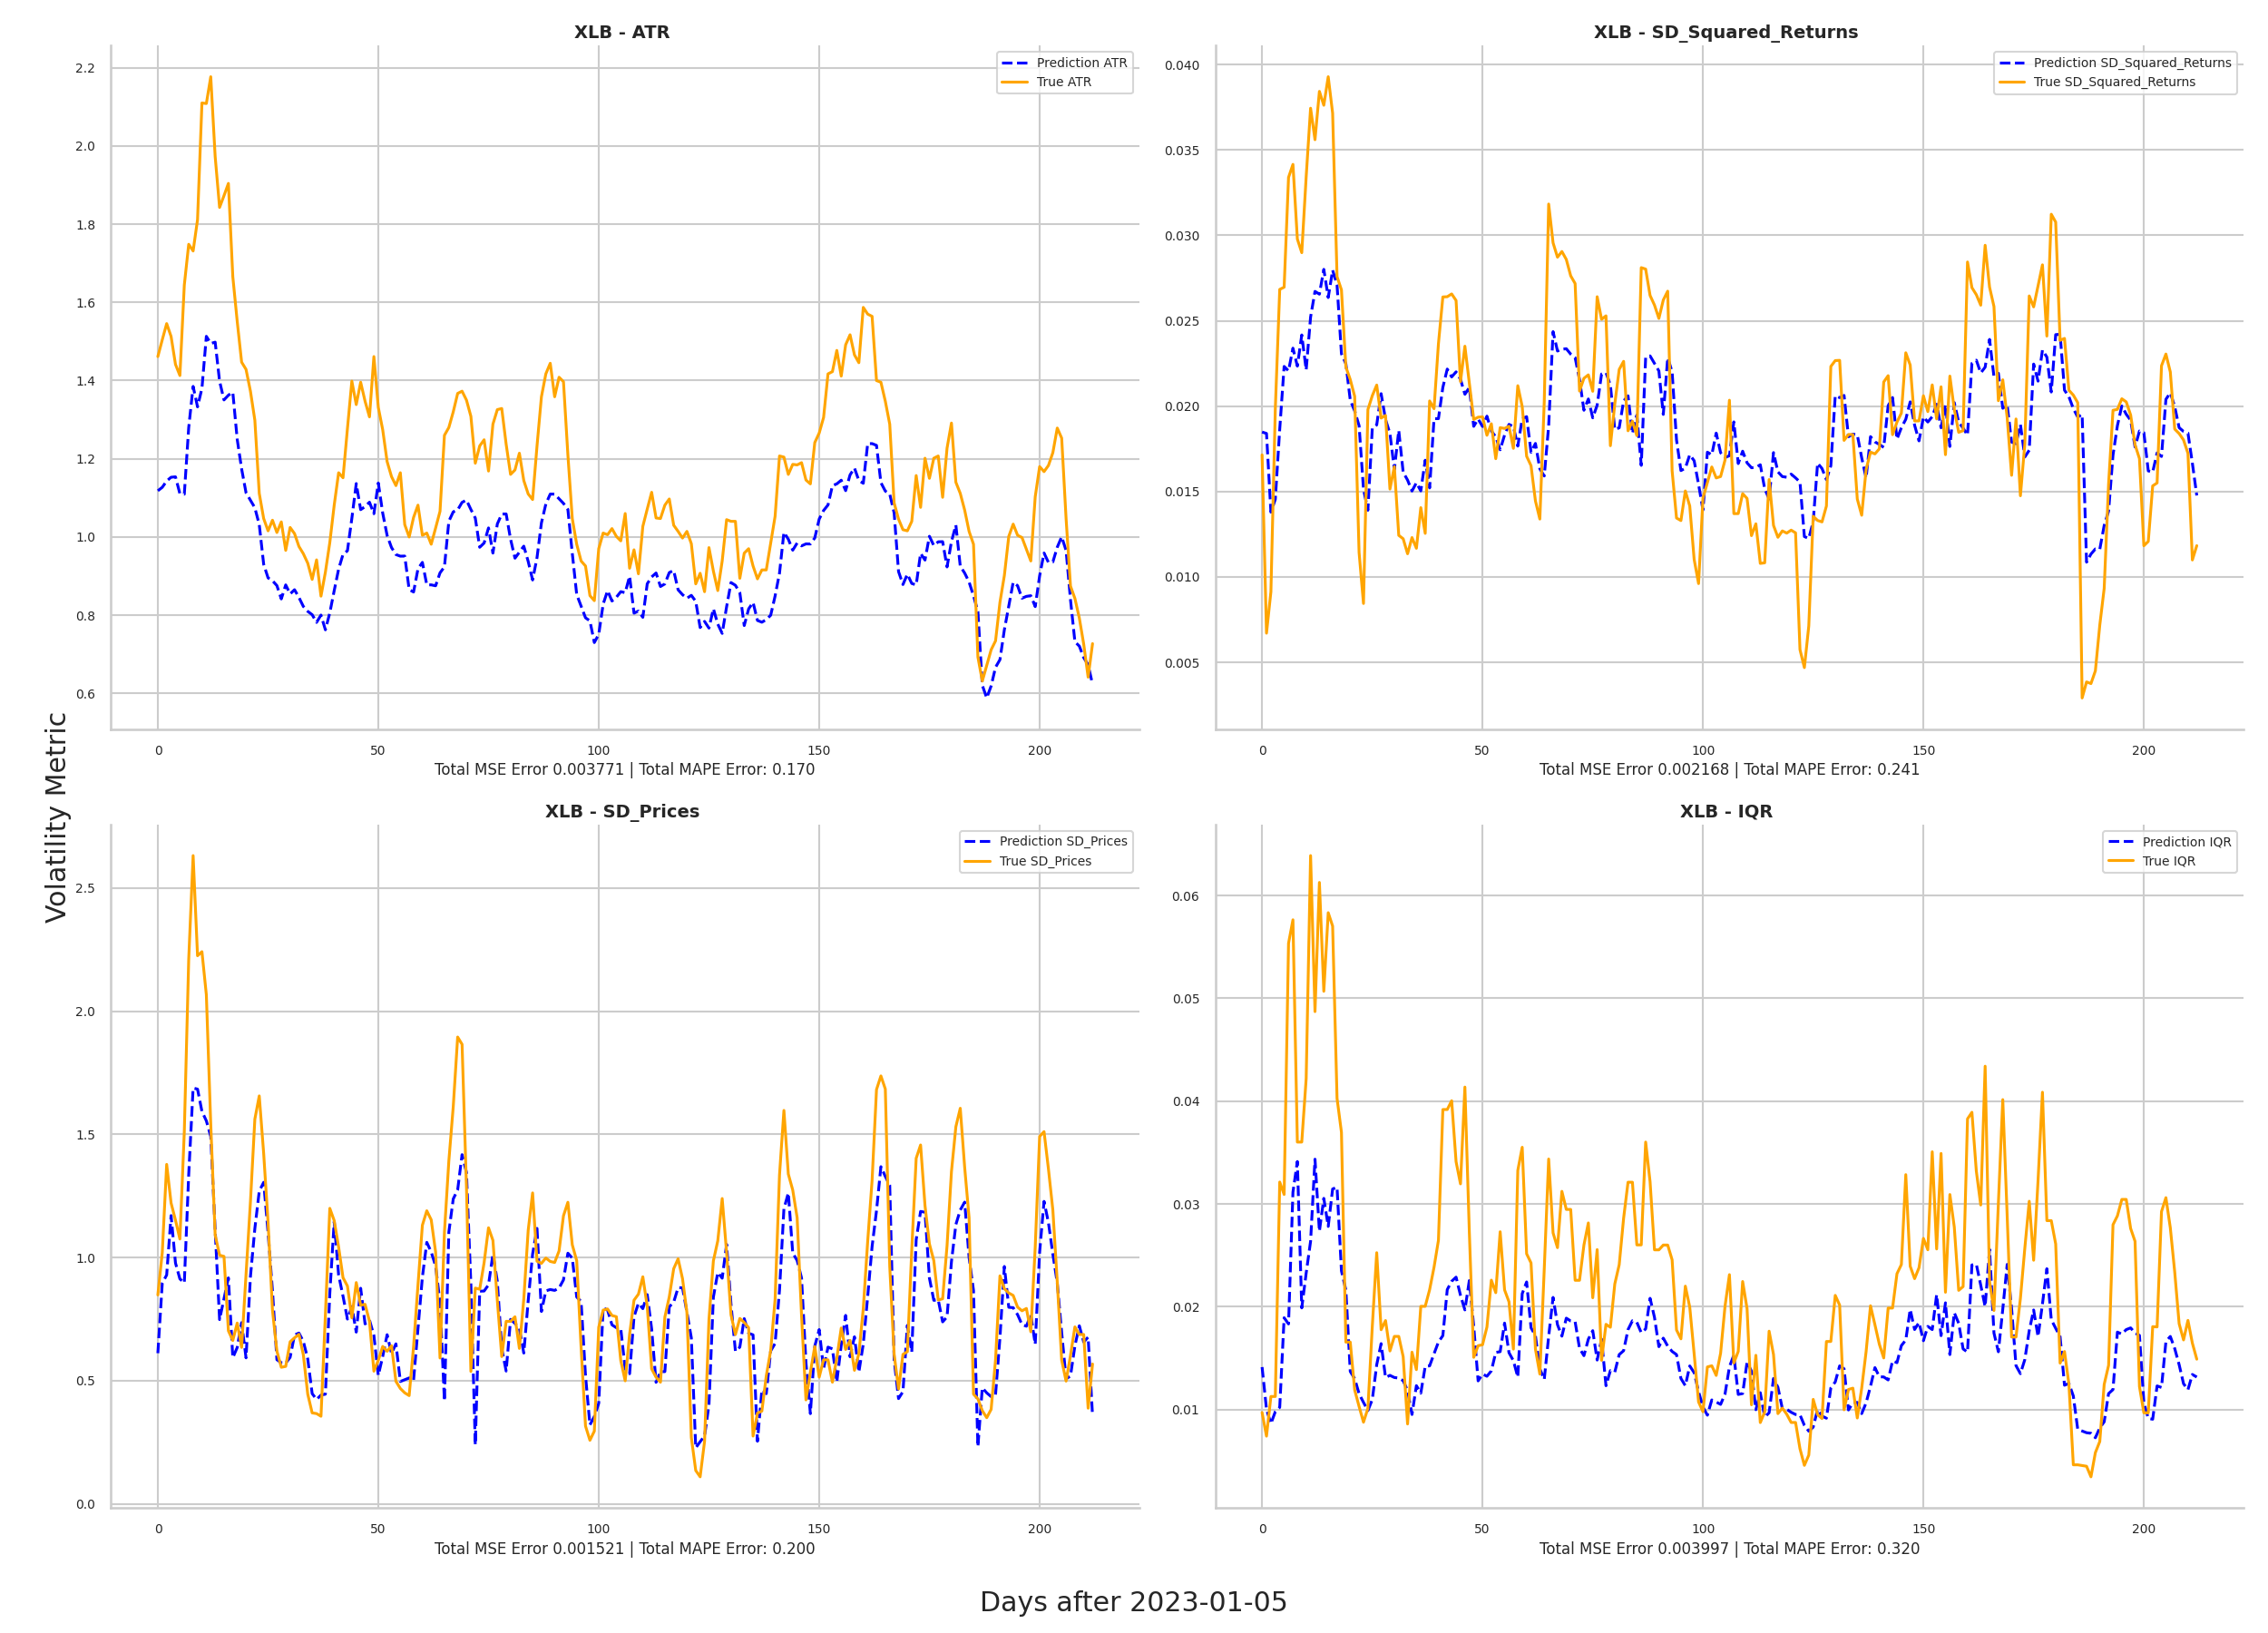 XLB - ATR
Prediction ATR
True ATR
2.2
2.0
1.8
1.6
1.4
1.2
1.0
0.8
0.6
0
50
100
150
200
Total MSE Error 0.003771 | Total MAPE Error: 0.170
XLB - SD_Squared_Returns
Prediction SD_Squared_Returns
True SD_Squared_Returns
0.040
0.035
0.030
0.025
0.020
0.015
0.010
0.005
0
50
100
150
200
Total MSE Error 0.002168 | Total MAPE Error: 0.241
Volatility Metric
XLB - SD_Prices
Prediction SD_Prices
True SD_Prices
2.5
2.0
1.5
1.0
0.5
0.0
0
50
100
150
200
Total MSE Error 0.001521 | Total MAPE Error: 0.200
XLB - IQR
Prediction IQR
True IQR
0.06
0.05
0.04
0.03
0.02
0.01
0
50
100
150
200
Total MSE Error 0.003997 | Total MAPE Error: 0.320
Days after 2023-01-05